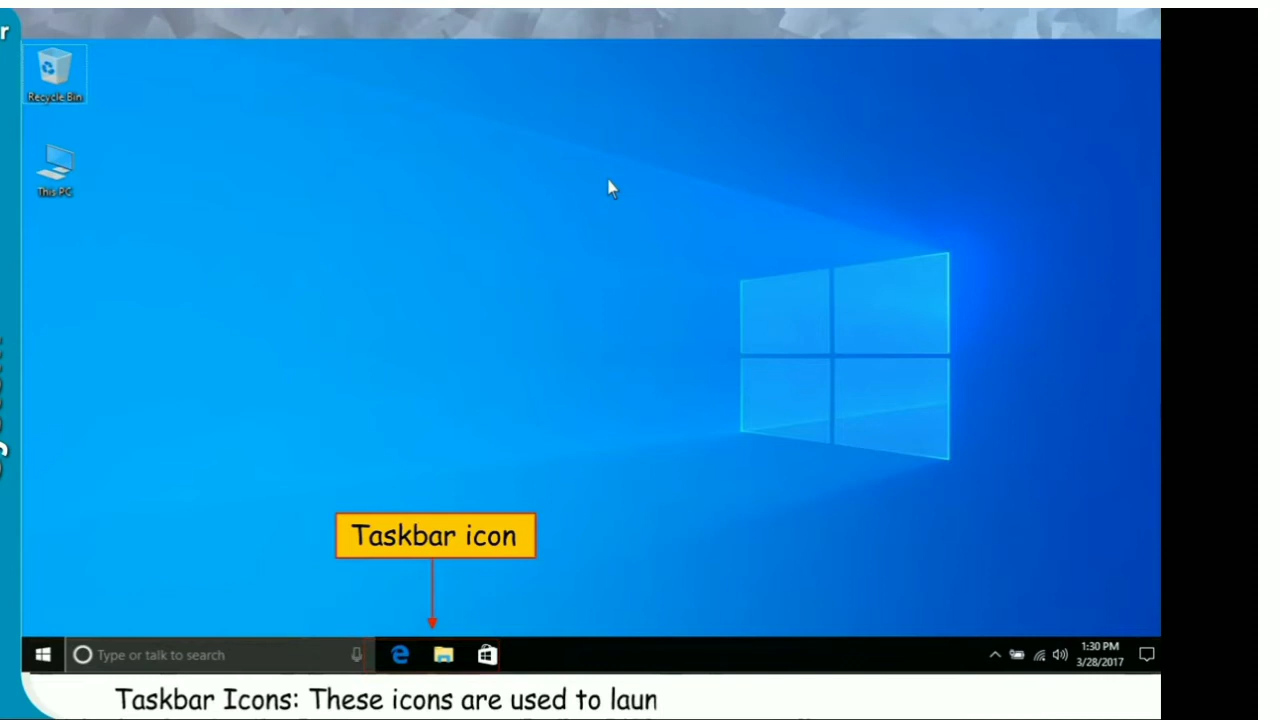 r
Recycle Bin
This PC
Taskbar icon
Type or talk to search
1:30 PM
3/28/2017
Taskbar Icons: These icons are used to laun